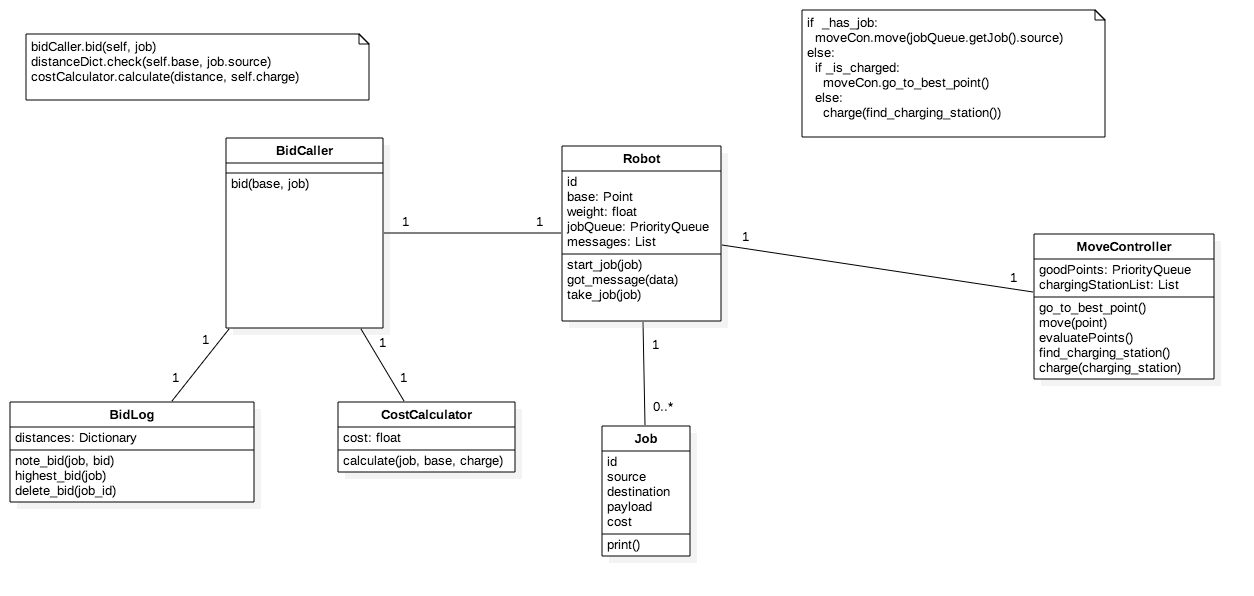 bidCaller.bid(self, job)
distanceDict.check(self.base, job.source)
costCalculator.calculate(distance, self.charge)
if  _has_job:
  moveCon.move(jobQueue.getJob().source)
else:
  if _is_charged:
    moveCon.go_to_best_point()
  else:
    charge(find_charging_station())
BidCaller
bid(base, job)
1
1
Robot
id
base: Point
weight: float
jobQueue: PriorityQueue
messages: List
start_job(job)
got_message(data)
take_job(job)
1
1
MoveController
goodPoints: PriorityQueue
chargingStationList: List
go_to_best_point()
move(point)
evaluatePoints()
find_charging_station()
charge(charging_station)
1
1
1
1
1
0..*
BidLog
distances: Dictionary
note_bid(job, bid)
highest_bid(job)
delete_bid(job_id)
CostCalculator
cost: float
calculate(job, base, charge)
Job
id
source
destination
payload
cost
print()